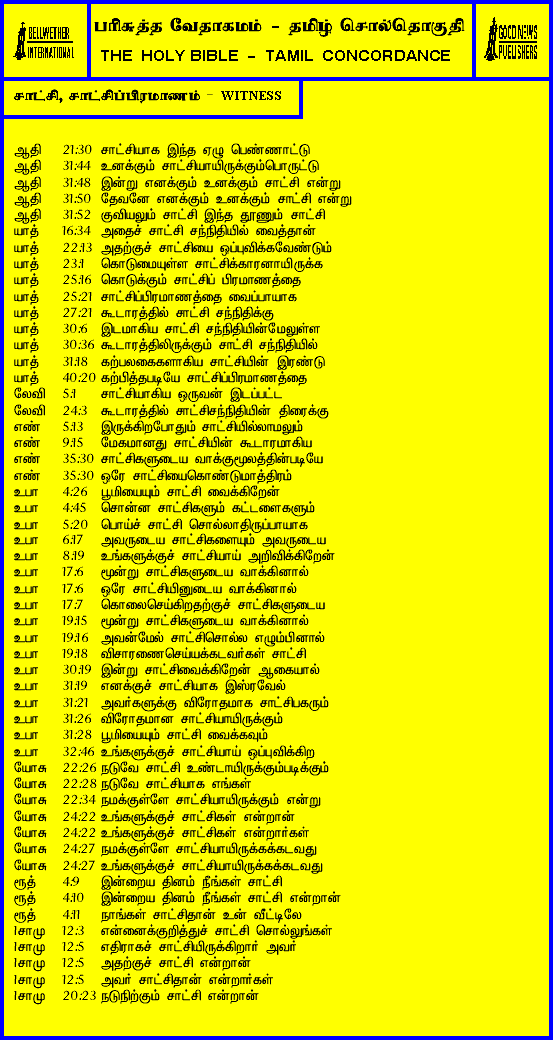 BELLWETHER
INTERNATIONAL
பரிசுத்த வேதாகமம் - தமிழ் சொல்தொகுதி
THE HOLY BIBLE - TAMIL CONCORDANCE
GOOD NEWS
PUBLISHERS
சாட்சி, சாட்சிப்பிரமாணம் - WITNESS
ஆதி 21:30 சாட்சியாக இந்த ஏழு பெண்ணாட்டு
ஆதி 31:44 உனக்கும் சாட்சியாயிருக்கும்பொருட்டு
ஆதி 31:48 இன்று எனக்கும் உனக்கும் சாட்சி என்று
ஆதி 31:50 தேவனே எனக்கும் உனக்கும் சாட்சி என்று
ஆதி 31:52 குவியலும் சாட்சி இந்த தூணும் சாட்சி
யாத் 16:34 அதைச் சாட்சி சந்நிதியில் வைத்தான்
யாத் 22:13 அதற்குச் சாட்சியை ஒப்புவிக்கவேண்டும்
யாத் 23:1 கொடுமையுள்ள சாட்சிக்காரனாயிருக்க
யாத் 25:16 கொடுக்கும் சாட்சிப் பிரமாணத்தை
யாத் 25:21 சாட்சிப்பிரமாணத்தை வைப்பாயாக
யாத் 27:21 கூடாரத்தில் சாட்சி சந்நிதிக்கு
யாத் 30:6 இடமாகிய சாட்சி சந்நிதியின்மேலுள்ள
யாத் 30:36 கூடாரத்திலிருக்கும் சாட்சி சந்நிதியில்
யாத் 31:18 கற்பலகைகளாகிய சாட்சியின் இரண்டு
யாத் 40:20 கற்பித்தபடியே சாட்சிப்பிரமாணத்தை
லேவி 5:1 சாட்சியாகிய ஒருவன் இடப்பட்ட
லேவி 24:3 கூடாரத்தில் சாட்சிசந்நிதியின் திரைக்கு
எண் 5:13 இருக்கிறபோதும் சாட்சியில்லாமலும்
எண் 9:15 மேகமானது சாட்சியின் கூடாரமாகிய
எண் 35:30 சாட்சிகளுடைய வாக்குமூலத்தின்படியே
எண் 35:30 ஒரே சாட்சியைகொண்டுமாத்திரம்
உபா 4:26 பூமியையும் சாட்சி வைக்கிறேன்
உபா 4:45 சொன்ன சாட்சிகளும் கட்டளைகளும்
உபா 5:20 பொய்ச் சாட்சி சொல்லாதிருப்பாயாக
உபா 6:17 அவருடைய சாட்சிகளையும் அவருடைய
உபா 8:19 உங்களுக்குச் சாட்சியாய் அறிவிக்கிறேன்
உபா 17:6 மூன்று சாட்சிகளுடைய வாக்கினால்
உபா 17:6 ஒரே சாட்சியினுடைய வாக்கினால்
உபா 17:7 கொலைசெய்கிறதற்குச் சாட்சிகளுடைய
உபா 19:15 மூன்று சாட்சிகளுடைய வாக்கினால்
உபா 19:16 அவன்மேல் சாட்சிசொல்ல எழும்பினால்
உபா 19:18 விசாரணைசெய்யக்கடவர்கள் சாட்சி
உபா 30:19 இன்று சாட்சிவைக்கிறேன் ஆகையால்
உபா 31:19 எனக்குச் சாட்சியாக இஸ்ரவேல்
உபா 31:21 அவர்களுக்கு விரோதமாக சாட்சிபகரும்
உபா 31:26 விரோதமான சாட்சியாயிருக்கும்
உபா 31:28 பூமியையும் சாட்சி வைக்கவும்
உபா 32:46 உங்களுக்குச் சாட்சியாய் ஒப்புவிக்கிற
யோசு 22:26 நடுவே சாட்சி உண்டாயிருக்கும்படிக்கும்
யோசு 22:28 நடுவே சாட்சியாக எங்கள்
யோசு 22:34 நமக்குள்ளே சாட்சியாயிருக்கும் என்று
யோசு 24:22 உங்களுக்குச் சாட்சிகள் என்றான்
யோசு 24:22 உங்களுக்குச் சாட்சிகள் என்றார்கள்
யோசு 24:27 நமக்குள்ளே சாட்சியாயிருக்கக்கடவது
யோசு 24:27 உங்களுக்குச் சாட்சியாயிருக்கக்கடவது
ரூத் 4:9 இன்றைய தினம் நீங்கள் சாட்சி
ரூத் 4:10 இன்றைய தினம் நீங்கள் சாட்சி என்றான்
ரூத் 4:11 நாங்கள் சாட்சிதான் உன் வீட்டிலே
1சாமு 12:3 என்னைக்குறித்துச் சாட்சி சொல்லுங்கள்
1சாமு 12:5 எதிராகச் சாட்சியிருக்கிறார் அவர்
1சாமு 12:5 அதற்குச் சாட்சி என்றான்
1சாமு 12:5 அவர் சாட்சிதான் என்றார்கள்
1சாமு 20:23 நடுநிற்கும் சாட்சி என்றான்